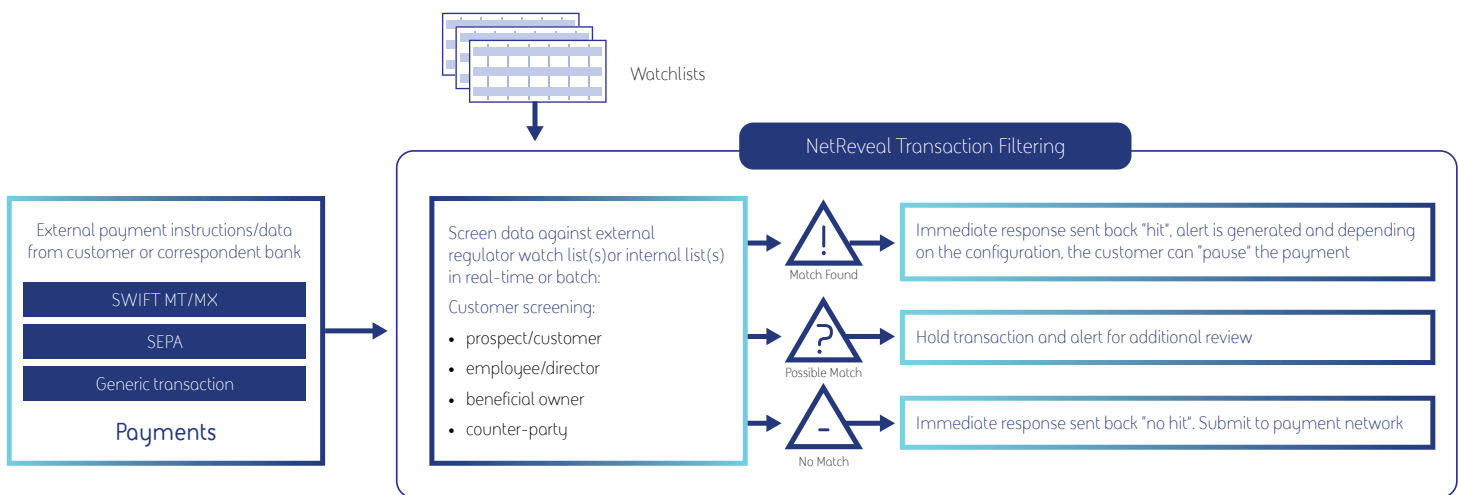 Watchlists
NetReveal Transaction Filtering
External payment instructions/data
from customer or correspondent bank
SWIFT MT/MX
SEPA
Generic transaction
Payments
Screen data against external
regulator watch list(s)or internal list(s)
in real-time or batch:
Customer screening:
• prospect/customer
• employee/director
• beneficial owner
• counter-party
!
Match Found
Immediate response sent back "hit", alert is generated and depending
on the configuration, the customer can "pause" the payment
?
Possible Match
Hold transaction and alert for additional review
-
No Match
Immediate response sent back "no hit". Submit to payment network